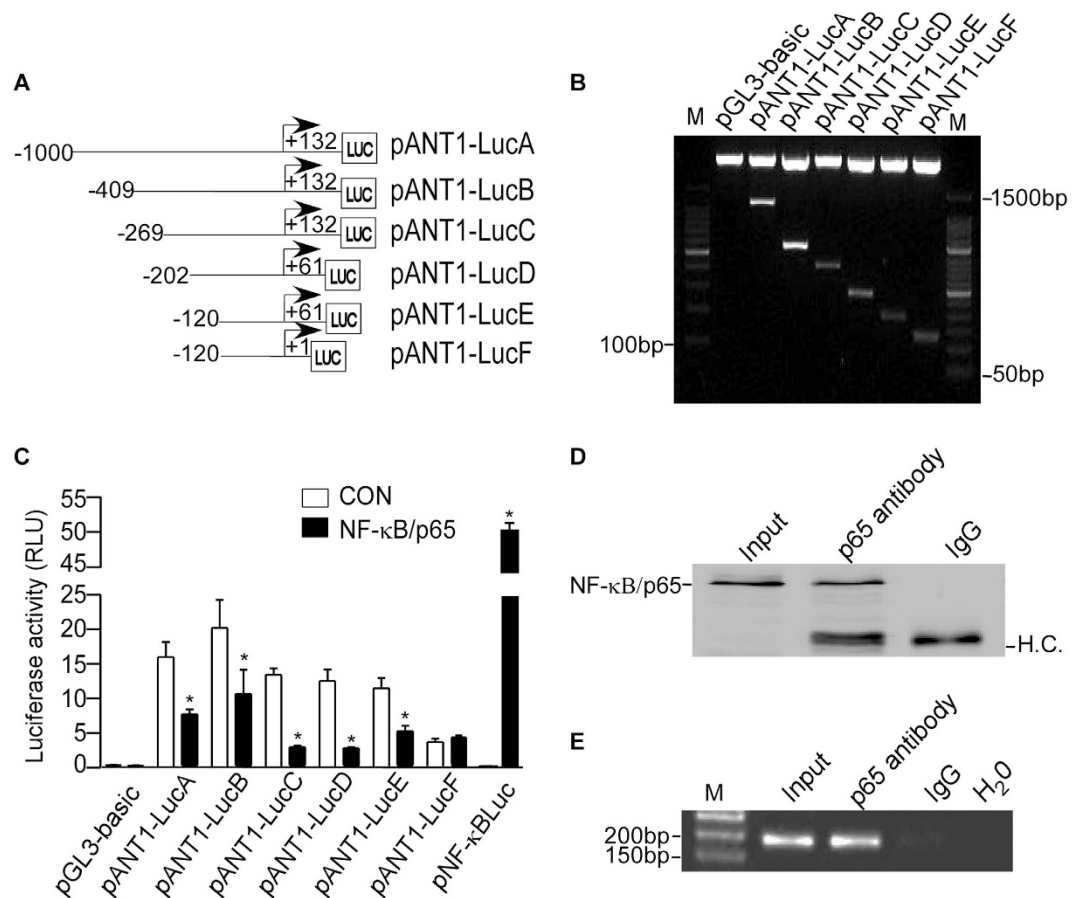 A
-1000 +132 LUC pANT1-LucA
-409 +132 LUC pANT1-LucB
-269 +132 LUC pANT1-LucC
-202 +61 LUC pANT1-LucD
-120 +61 LUC pANT1-LucE
-120 +1 LUC pANT1-LucF
B
M pGL3-basic pANT1-LucA pANT1-LucB pANT1-LucC pANT1-LucD pANT1-LucE pANT1-LucF M
-1500bp
100bp-
-50bp
C
Luciferase activity (RLU)
55
50
45
25
20
15
10
5
0
CON
NF-κB/p65
* * * * * *
pGL3-basic pANT1-LucA pANT1-LucB pANT1-LucC pANT1-LucD pANT1-LucE pANT1-LucF pNF-κBLuc
D
Input p65 antibody IgG
NF-κB/p65-
-H.C.
E
M Input p65 antibody IgG H20
200bp-
150bp-